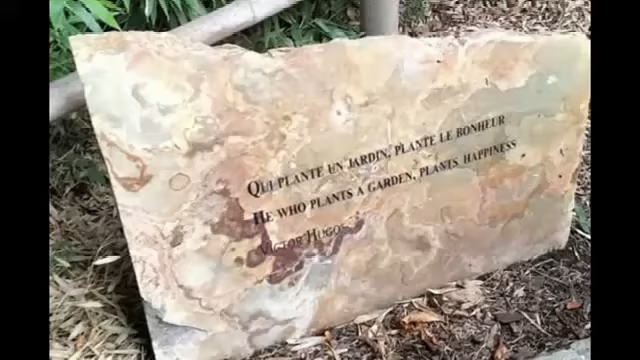 QUI PLANTE UN JARDIN, PLANTE LE BONHEUR
HE WHO PLANTS A GARDEN, PLANTS HAPPINESS
VICTOR HUGO